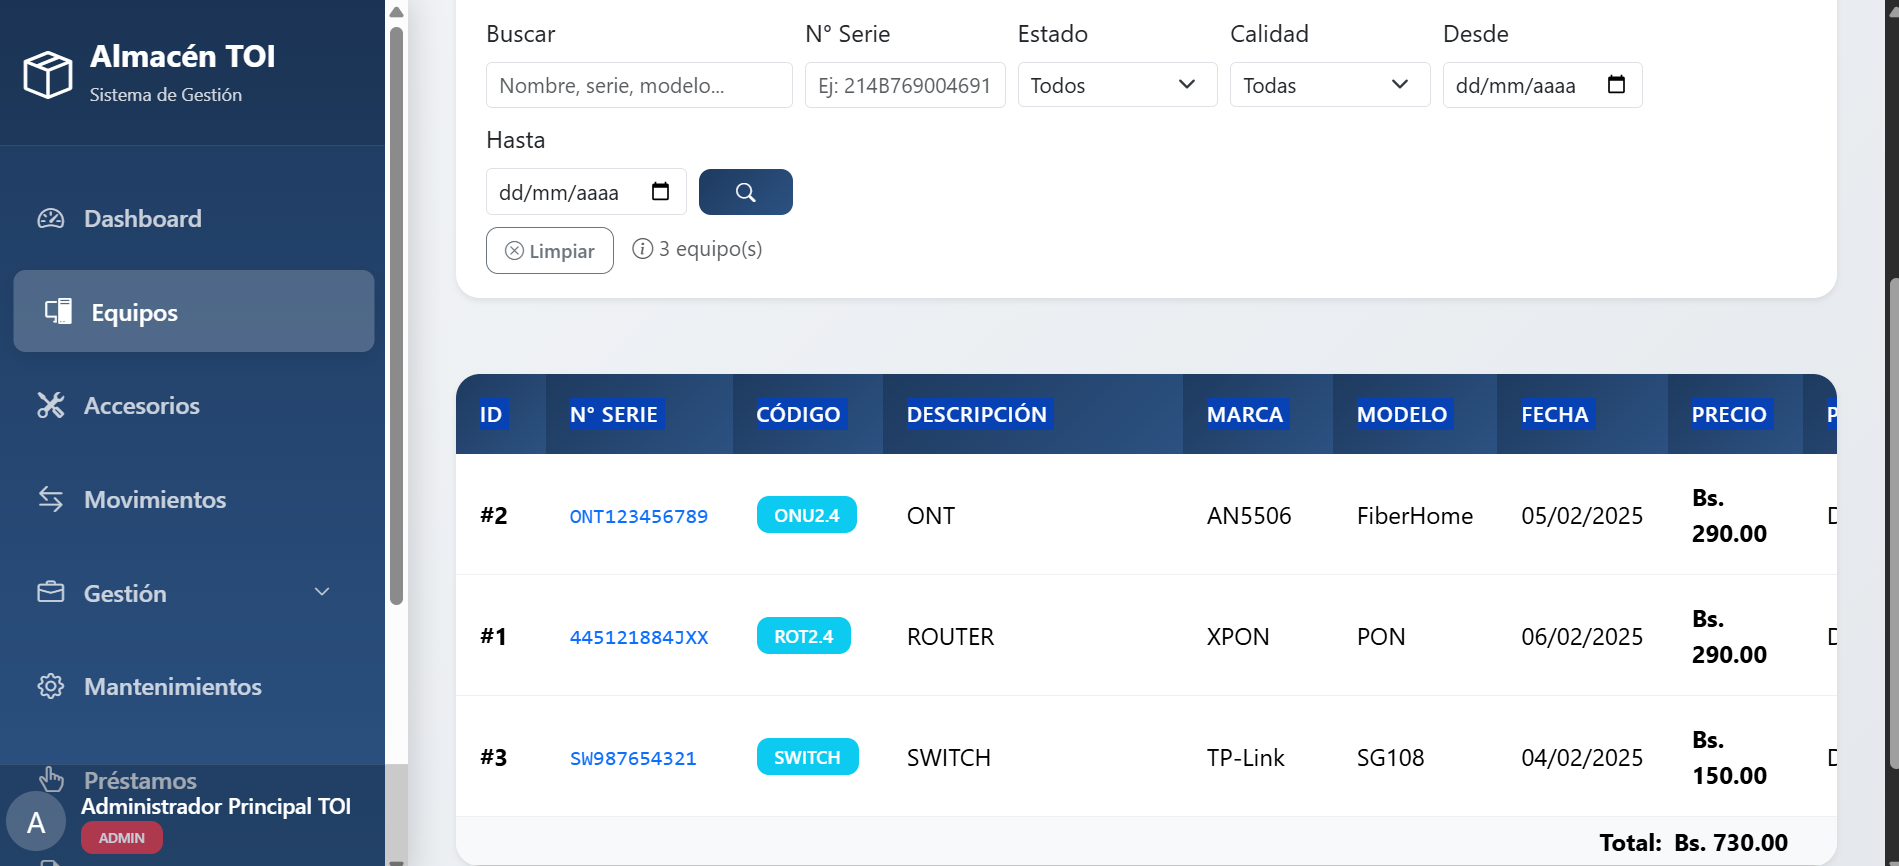 Almacén TOI
Sistema de Gestión
Dashboard
Equipos
Accesorios
Movimientos
Gestión
Mantenimientos
Préstamos
A
Administrador Principal TOI
ADMIN
Buscar N° Serie Estado Calidad Desde
Nombre, serie, modelo... Ej: 214B769004691 Todos Todas dd/mm/aaaa
Hasta
dd/mm/aaaa
Limpiar 3 equipo(s)
ID N° SERIE CÓDIGO DESCRIPCIÓN MARCA MODELO FECHA PRECIO
#2 ONT123456789 ONU2.4 ONT AN5506 FiberHome 05/02/2025 Bs. 290.00
#1 445121884JXX ROT2.4 ROUTER XPON PON 06/02/2025 Bs. 290.00
#3 SW987654321 SWITCH SWITCH TP-Link SG108 04/02/2025 Bs. 150.00
Total: Bs. 730.00